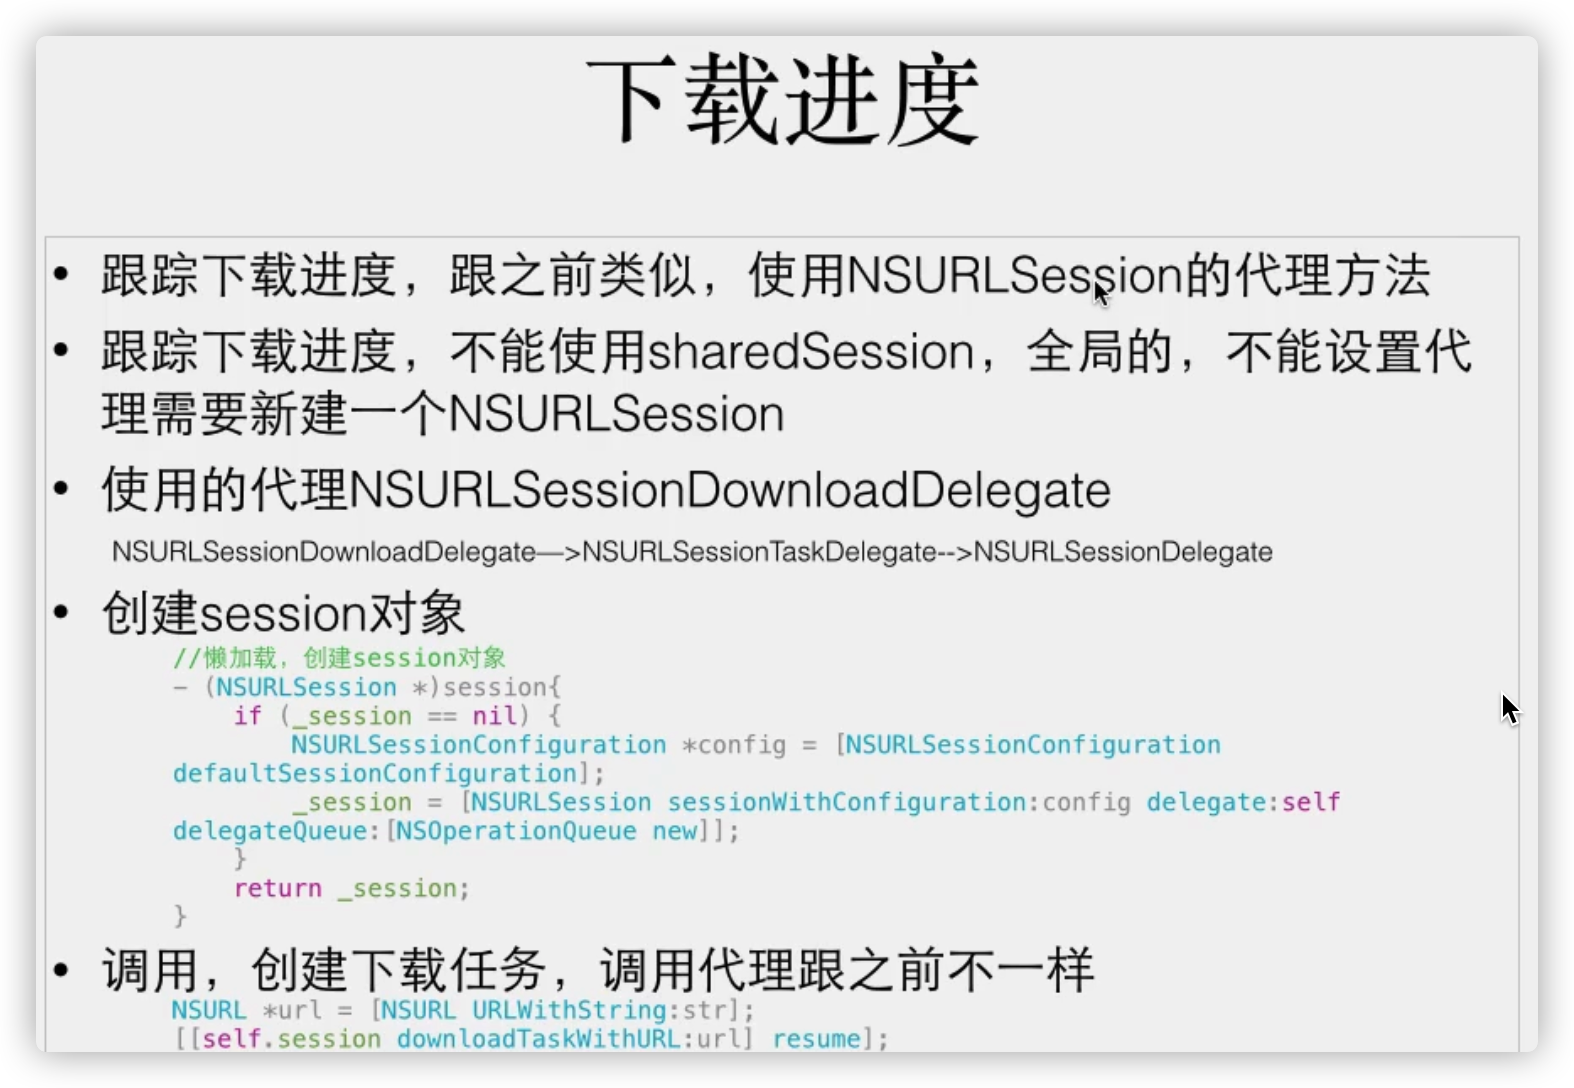 下载进度
• 跟踪下载进度，跟之前类似，使用NSURLSession的代理方法
• 跟踪下载进度，不能使用sharedSession，全局的，不能设置代
理需要新建一个NSURLSession
• 使用的代理NSURLSessionDownloadDelegate
NSURLSessionDownloadDelegate—>NSURLSessionTaskDelegate-->NSURLSessionDelegate
• 创建session对象
//懒加载，创建session对象
- (NSURLSession *)session{
    if (_session == nil) {
        NSURLSessionConfiguration *config = [NSURLSessionConfiguration
defaultSessionConfiguration];
        _session = [NSURLSession sessionWithConfiguration:config delegate:self
delegateQueue:[NSOperationQueue new]];
    }
    return _session;
}
• 调用，创建下载任务，调用代理跟之前不一样
NSURL *url = [NSURL URLWithString:str];
[[self.session downloadTaskWithURL:url] resume];